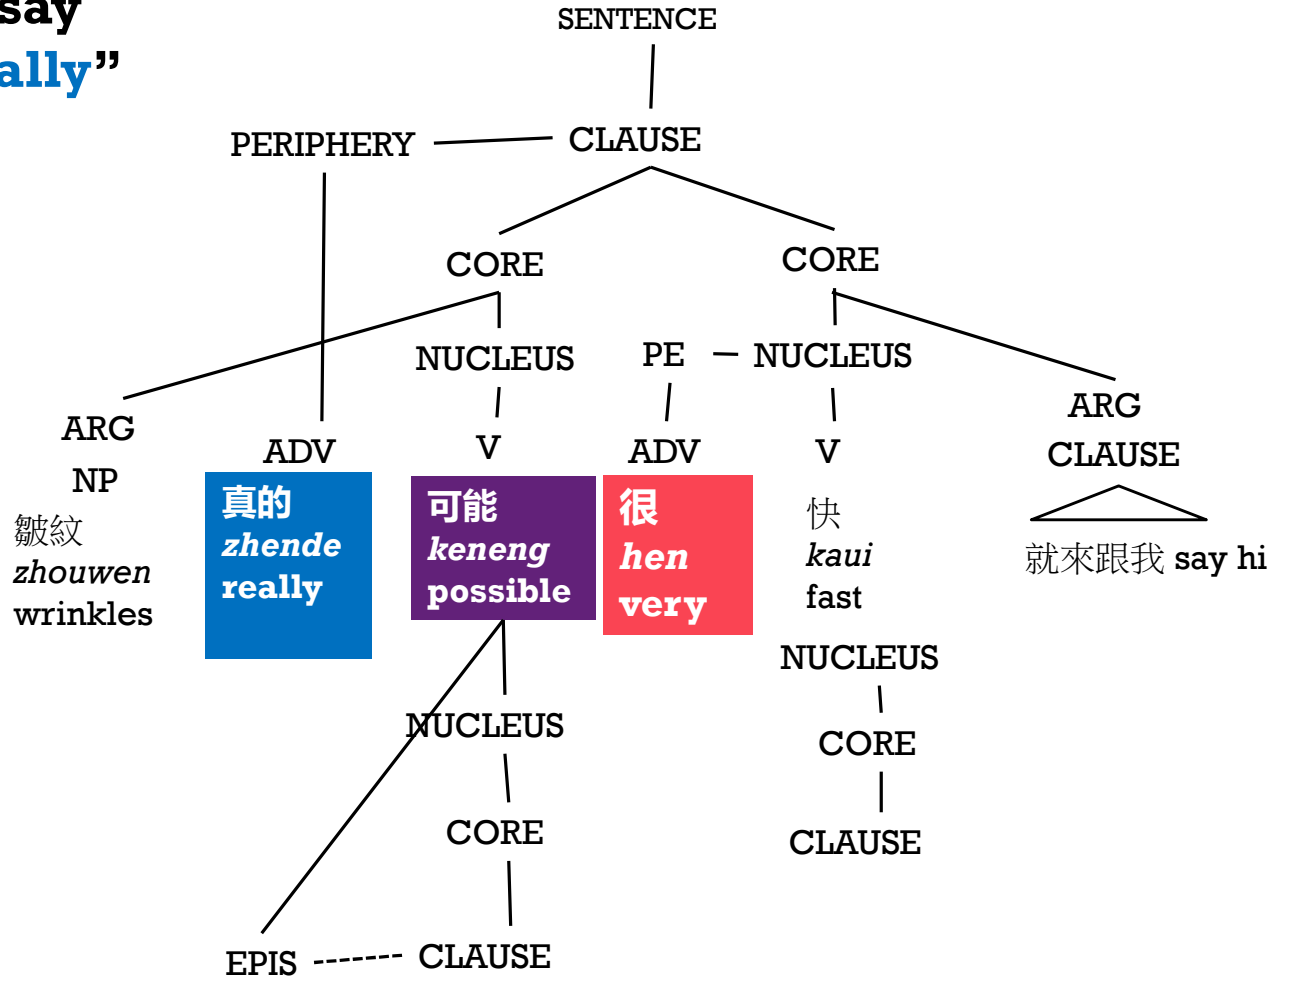 say
ally”
SENTENCE
PERIPHERY
CLAUSE
CORE
CORE
NUCLEUS
PE
NUCLEUS
ARG
NP
ADV
V
ADV
V
ARG
CLAUSE
皺紋
zhouwen
wrinkles
真的
zhende
really
可能
keneng
possible
很
hen
very
快
kaui
fast
就來跟我 say hi
NUCLEUS
CORE
CLAUSE
NUCLEUS
CORE
EPIS
CLAUSE